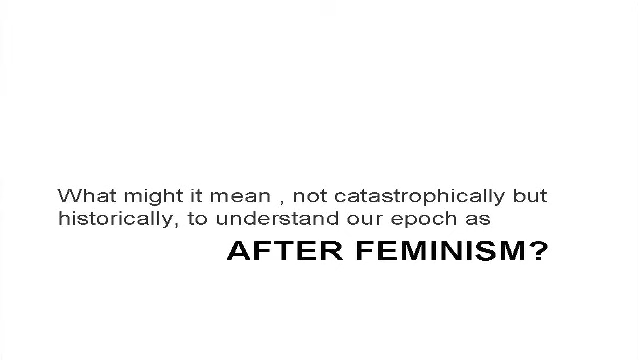 What might it mean , not catastrophically but
historically, to understand our epoch as
AFTER FEMINISM?